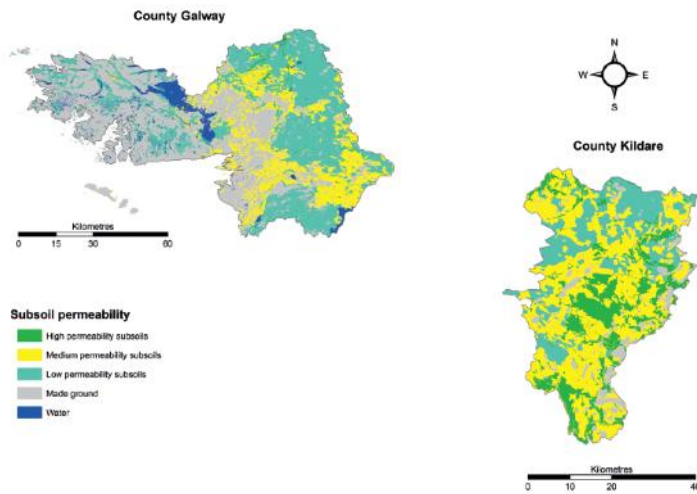 County Galway
N
W E
S
County Kildare
Kilometres
0 15 30 60
Subsoil permeability
High permeability subsoils
Medium permeability subsoils
Low permeability subsoils
Made ground
Water
Kilometres
0 10 20 40